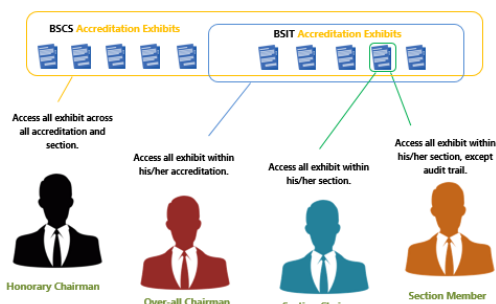 BSCS Accreditation Exhibits
BSIT Accreditation Exhibits
Access all exhibit across
all accreditation and
section.
Access all exhibit within
his/her accreditation.
Access all exhibit within
his/her section.
Access all exhibit within
his/her section, except
audit trail.
Honorary Chairman
Over-all Chairman
Section Member